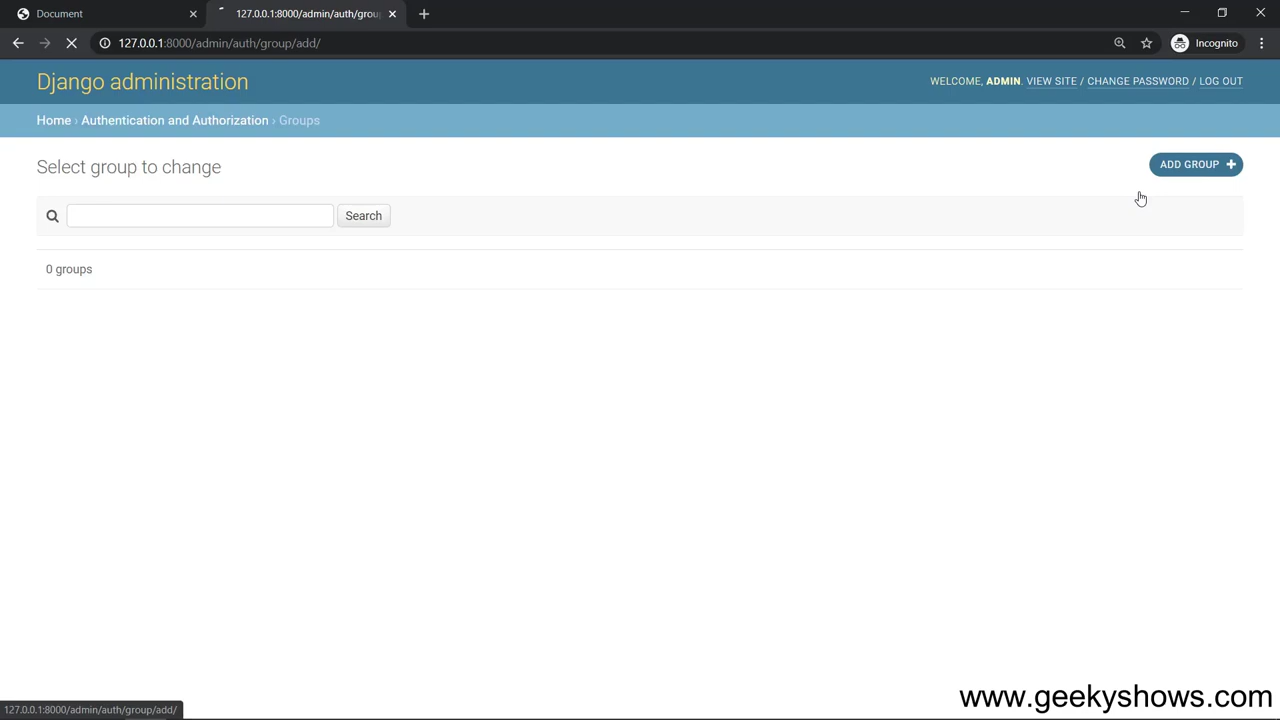 Document
127.0.0.1:8000/admin/auth/grou
127.0.0.1:8000/admin/auth/group/add/
Incognito
Django administration
WELCOME, ADMIN. VIEW SITE / CHANGE PASSWORD / LOG OUT
Home › Authentication and Authorization › Groups
Select group to change
ADD GROUP +
Search
0 groups
127.0.0.1:8000/admin/auth/group/add/
www.geekyshows.com